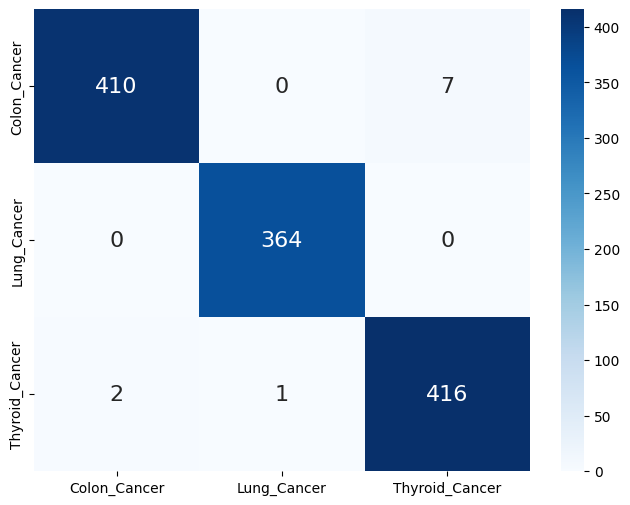 Colon_Cancer 410 0 7
Lung_Cancer 0 364 0
Thyroid_Cancer 2 1 416
Colon_Cancer Lung_Cancer Thyroid_Cancer
400
350
300
250
200
150
100
50
0